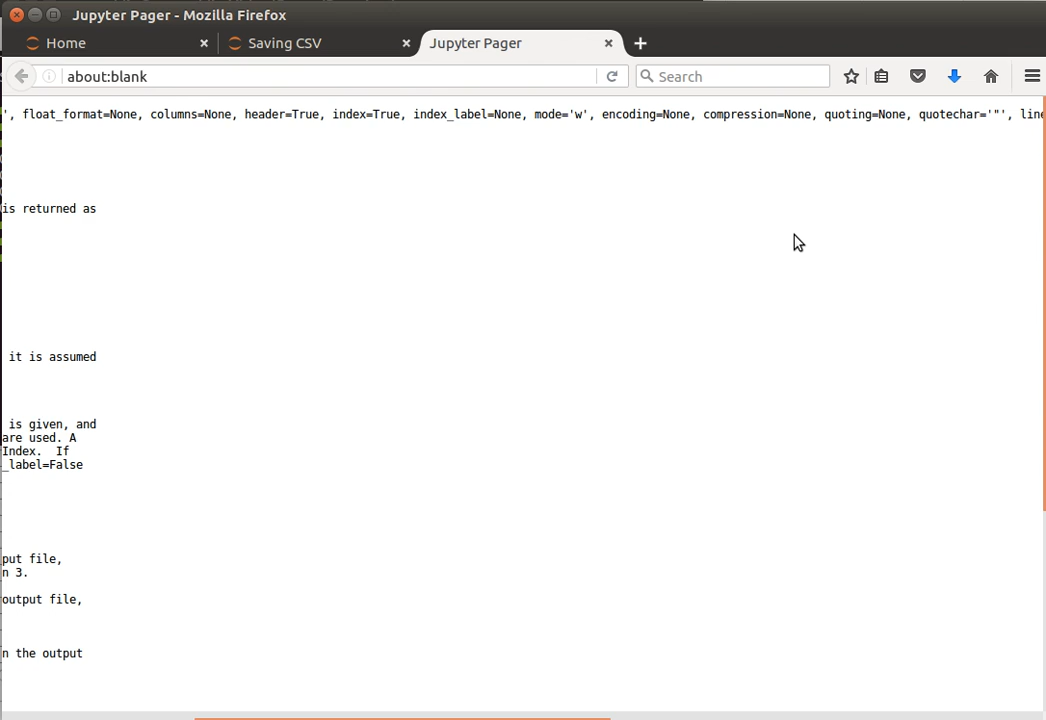 Jupyter Pager - Mozilla Firefox
Home
Saving CSV
Jupyter Pager
about:blank
Search
', float_format=None, columns=None, header=True, index=True, index_label=None, mode='w', encoding=None, compression=None, quoting=None, quotechar='"', line
is returned as
it is assumed
is given, and
are used. A
Index.  If
_label=False
put file,
n 3.
output file,
n the output